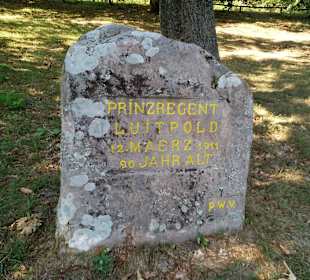 PRINZREGENT
LUITPOLD
12. MAERZ 1911
90 JAHR ALT
P.W.V.